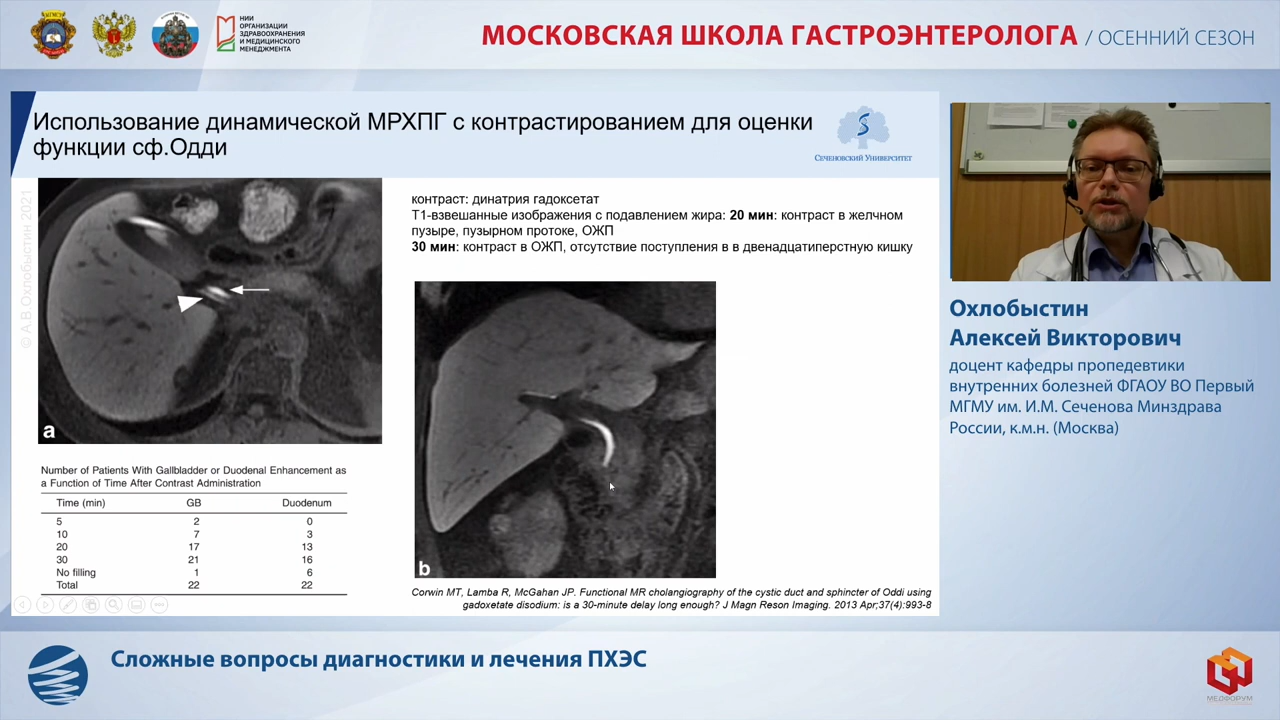 НИИ
ОРГАНИЗАЦИИ
ЗДРАВООХРАНЕНИЯ
И МЕДИЦИНСКОГО
МЕНЕДЖМЕНТА
МОСКОВСКАЯ ШКОЛА ГАСТРОЭНТЕРОЛОГА / ОСЕННИЙ СЕЗОН
Использование динамической МРХПГ с контрастированием для оценки
функции сф.Одди
Сеченовский Университет
© А.В.Охлобыстин 2021
a
контраст: динатрия гадоксетат
Т1-взвешанные изображения с подавлением жира: 20 мин: контраст в желчном
пузыре, пузырном протоке, ОЖП
30 мин: контраст в ОЖП, отсутствие поступления в в двенадцатиперстную кишку
b
Number of Patients With Gallbladder or Duodenal Enhancement as
a Function of Time After Contrast Administration
Time (min) GB Duodenum
5 2 0
10 7 3
20 17 13
30 21 16
No filling 1 6
Total 22 22
Corwin MT, Lamba R, McGahan JP. Functional MR cholangiography of the cystic duct and sphincter of Oddi using
gadoxetate disodium: is a 30-minute delay long enough? J Magn Reson Imaging. 2013 Apr;37(4):993-8
Охлобыстин
Алексей Викторович
доцент кафедры пропедевтики
внутренних болезней ФГАОУ ВО Первый
МГМУ им. И.М. Сеченова Минздрава
России, к.м.н. (Москва)
Сложные вопросы диагностики и лечения ПХЭС
МЕДФОРУМ